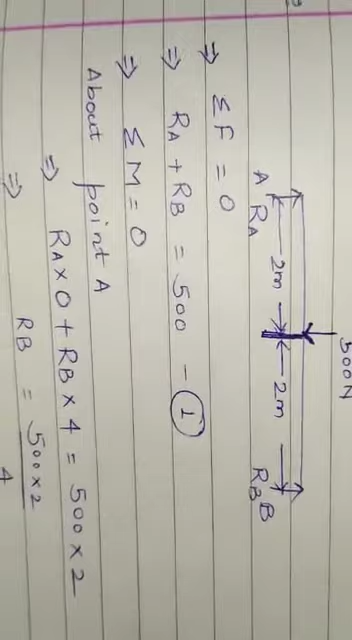 500N
A 2m 2m B
RA RB
⇒ ΣF = 0
⇒ RA + RB = 500 - ①
⇒ ΣM = 0
About point A
⇒ RA×0 + RB×4 = 500×2
⇒ RB = 500×2
4